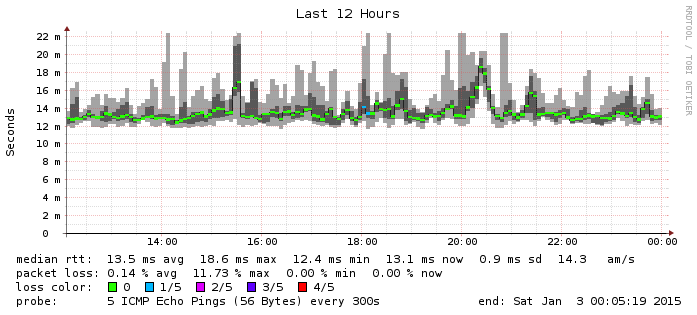 Last 12 Hours
RRDTOOL / TOBI OETIKER
Seconds
22 m
20 m
18 m
16 m
14 m
12 m
10 m
8 m
6 m
4 m
2 m
0
14:00 16:00 18:00 20:00 22:00 00:00
median rtt: 13.5 ms avg 18.6 ms max 12.4 ms min 13.1 ms now 0.9 ms sd 14.3 am/s
packet loss: 0.14 % avg 11.73 % max 0.00 % min 0.00 % now
loss color: 0 1/5 2/5 3/5 4/5
probe: 5 ICMP Echo Pings (56 Bytes) every 300s end: Sat Jan 3 00:05:19 2015